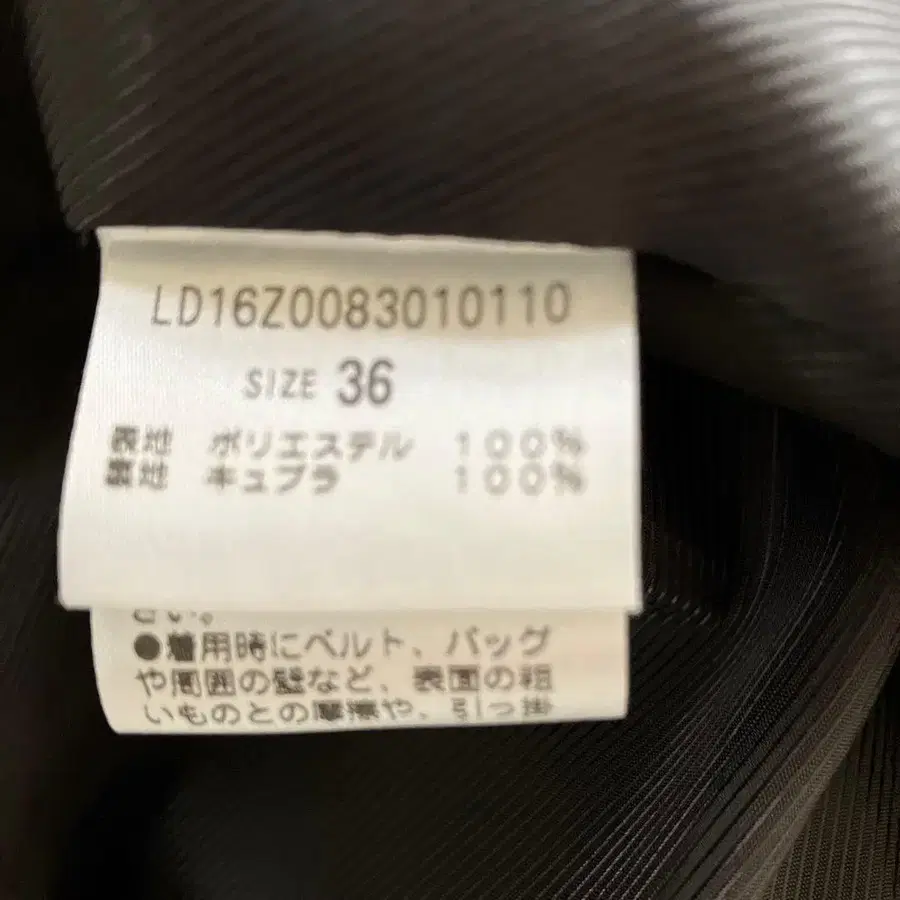 LD16Z0083010110
SIZE 36
表地 ポリエステル 100%
裏地 キュプラ 100%
さい。
●着用時にベルト、バッグ
や周囲の壁など、表面の粗
いものとの摩擦や、引っ掛